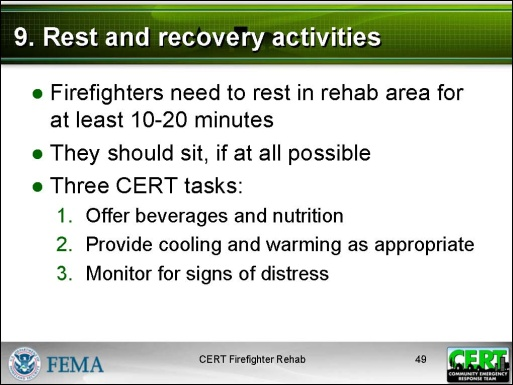 9. Rest and recovery activities
● Firefighters need to rest in rehab area for
at least 10-20 minutes
● They should sit, if at all possible
● Three CERT tasks:
1. Offer beverages and nutrition
2. Provide cooling and warming as appropriate
3. Monitor for signs of distress
FEMA
CERT Firefighter Rehab
49
CERT
COMMUNITY EMERGENCY
RESPONSE TEAM